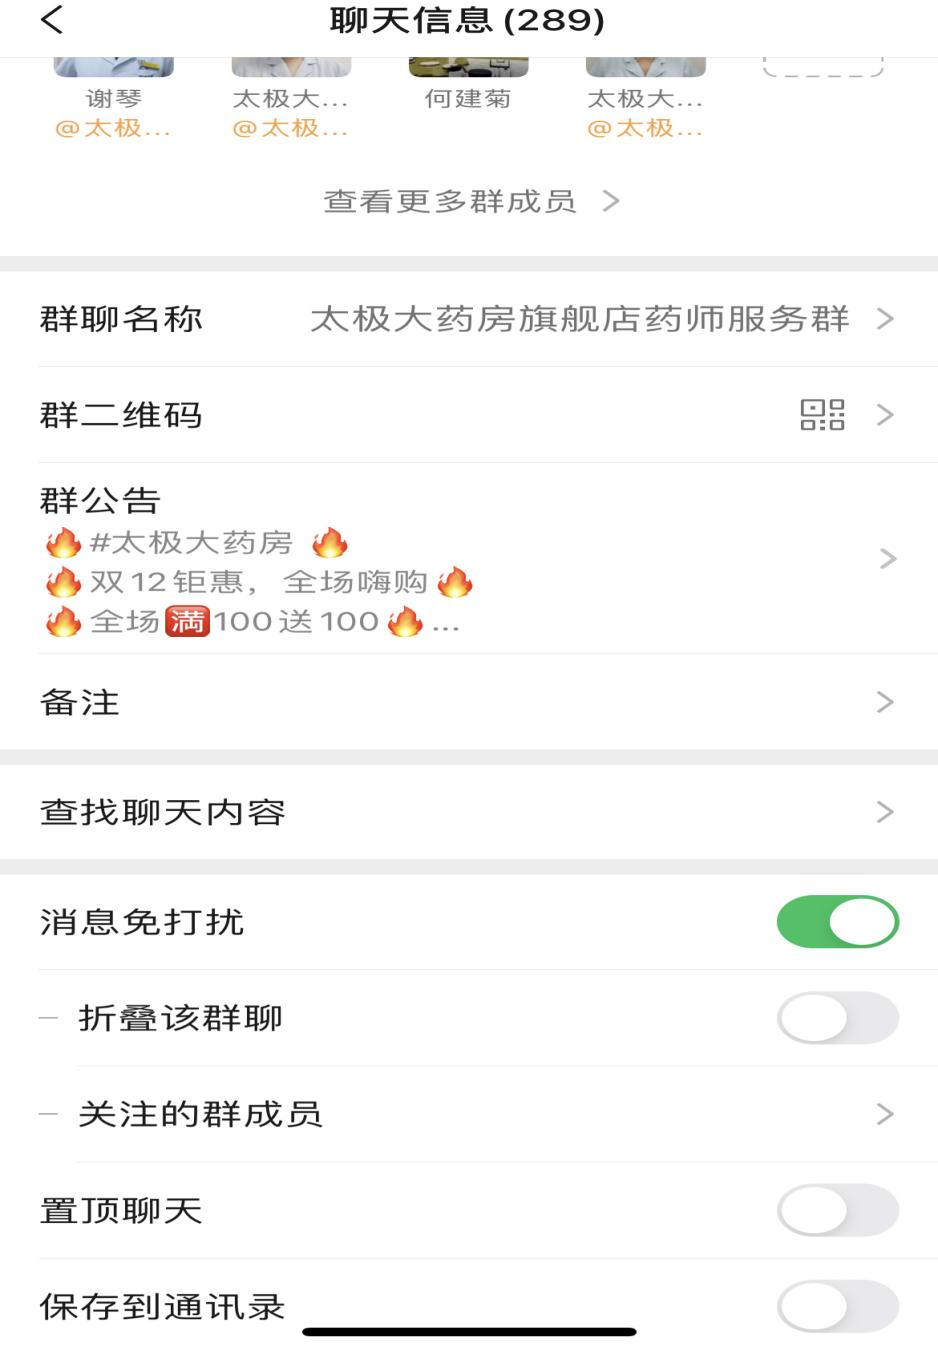 聊天信息(289)
谢琴 太极大... 何建菊 太极大...
@太极... @太极... @太极...
查看更多群成员
群聊名称 太极大药房旗舰店药师服务群
群二维码
群公告
🔥#太极大药房 🔥
🔥双12钜惠，全场嗨购🔥
🔥全场🈵100送100🔥...
备注
查找聊天内容
消息免打扰
折叠该群聊
关注的群成员
置顶聊天
保存到通讯录